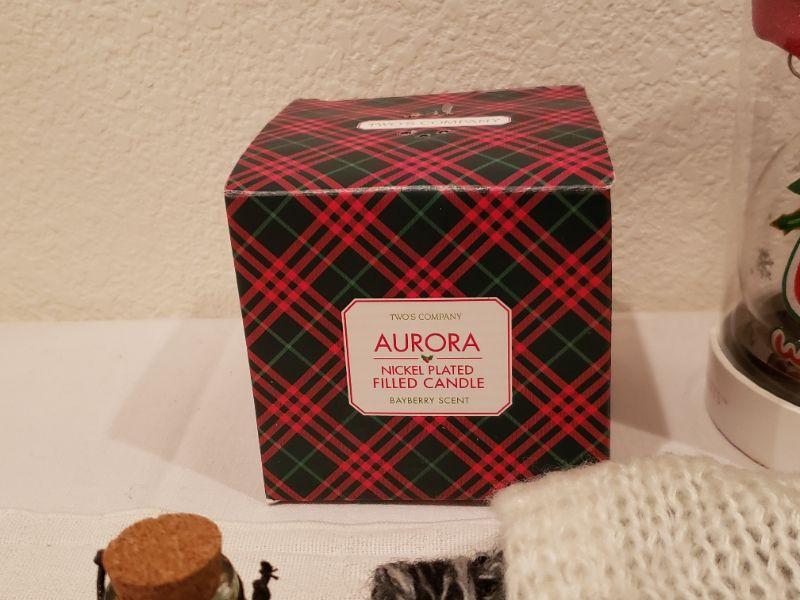 TWO'S COMPANY
TWO'S COMPANY
AURORA
NICKEL PLATED
FILLED CANDLE
BAYBERRY SCENT